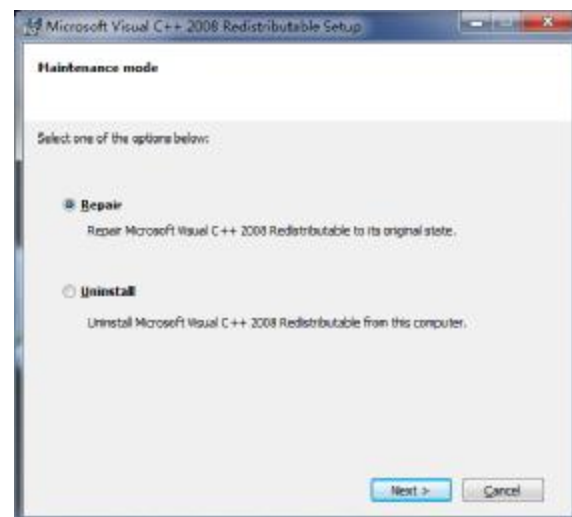 Microsoft Visual C++ 2008 Redistributable Setup
Maintenance mode
Select one of the options below:
Repair
Repair Microsoft Visual C++ 2008 Redistributable to its original state.
Uninstall
Uninstall Microsoft Visual C++ 2008 Redistributable from this computer.
Next > Cancel